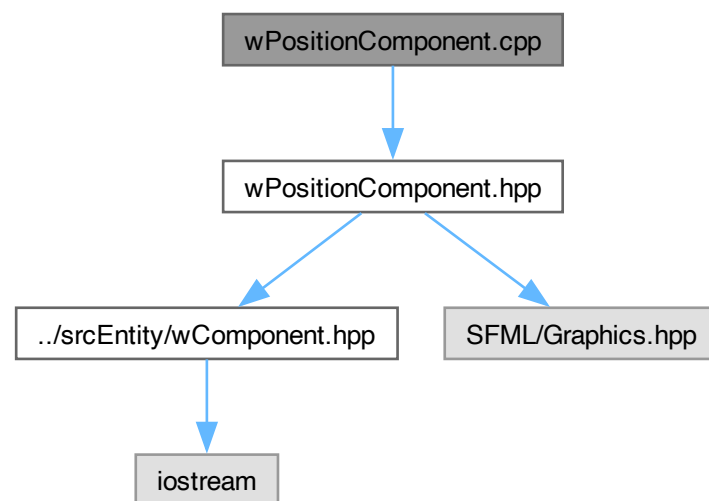 wPositionComponent.cpp
wPositionComponent.hpp
../srcEntity/wComponent.hpp
SFML/Graphics.hpp
iostream